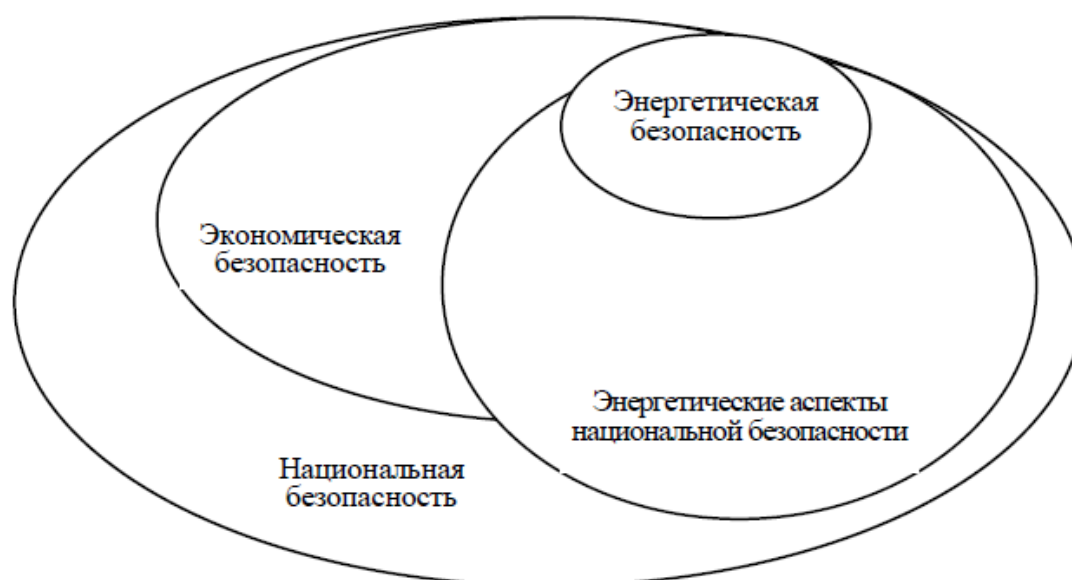 Энергетическая
безопасность
Экономическая
безопасность
Энергетические аспекты
национальной безопасности
Национальная
безопасность